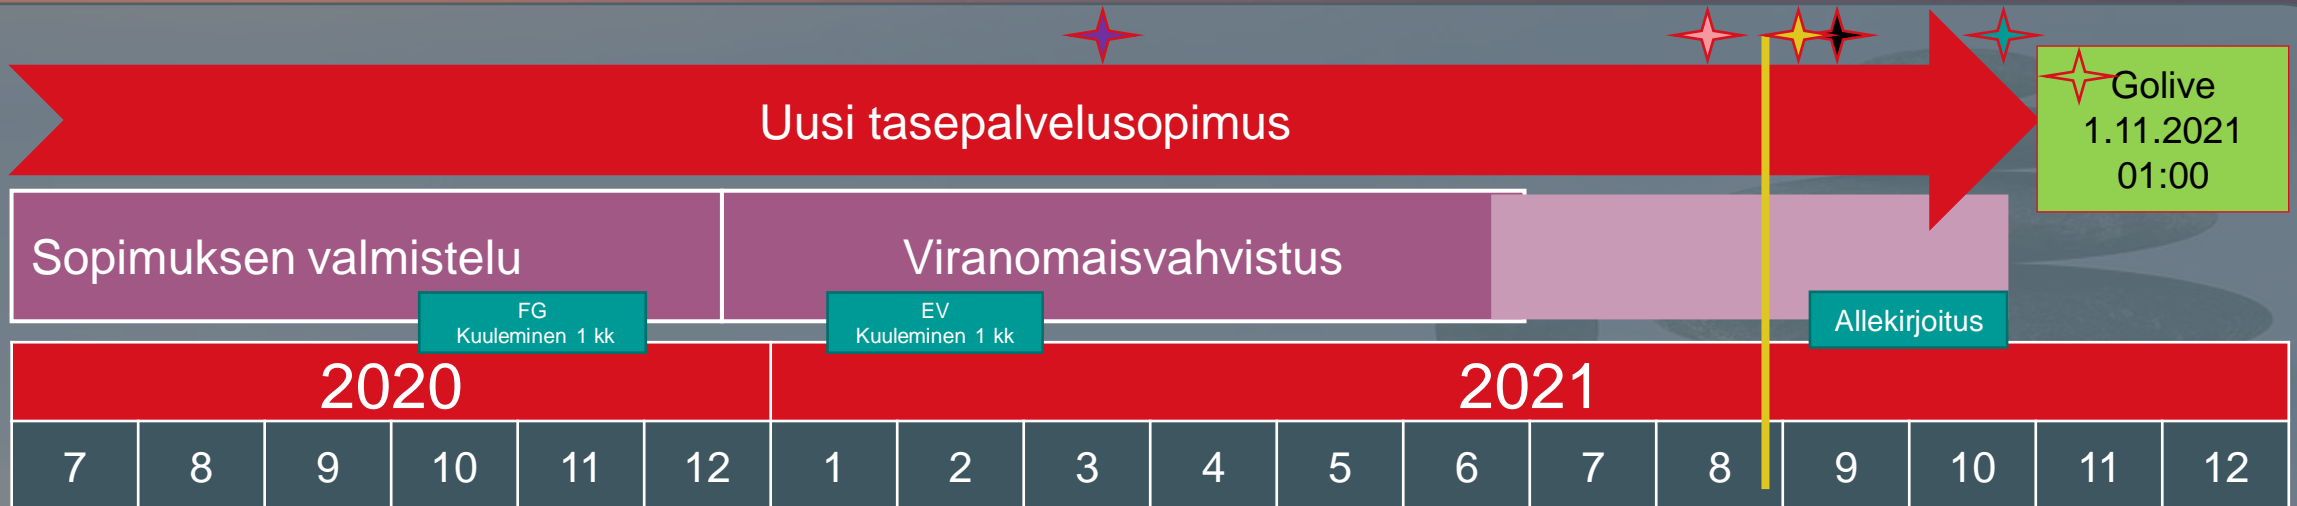 Uusi tasepalvelusopimus
Golive
1.11.2021
01:00
Sopimuksen valmistelu
Viranomaisvahvistus
FG
Kuuleminen 1 kk
EV
Kuuleminen 1 kk
Allekirjoitus
2020
2021
7 8 9 10 11 12 1 2 3 4 5 6 7 8 9 10 11 12